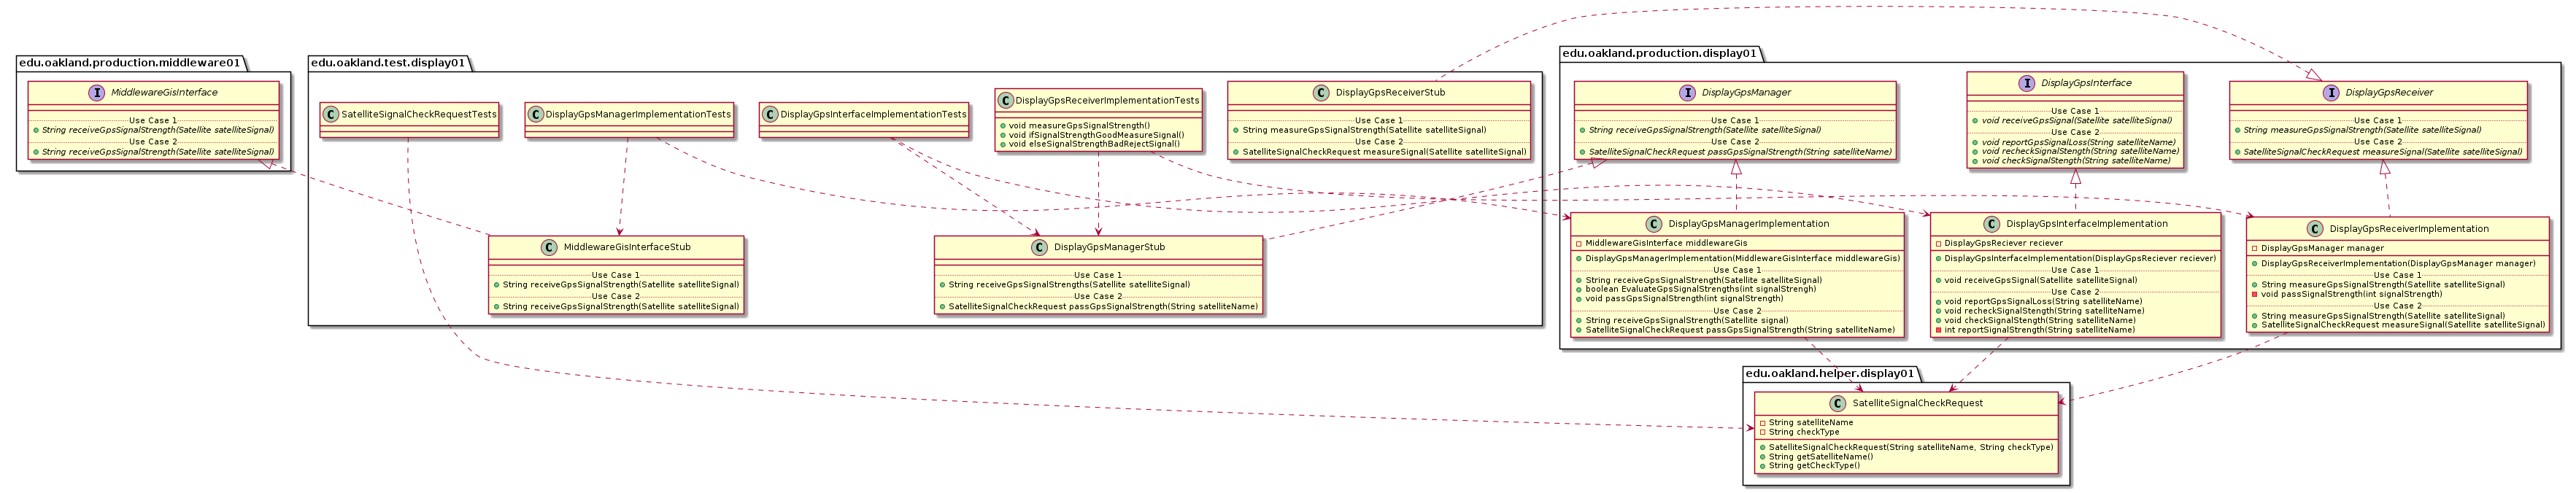 edu.oakland.production.middleware01
I MiddlewareGisInterface
Use Case 1
String receiveGpsSignalStrength(Satellite satelliteSignal)
Use Case 2
String receiveGpsSignalStrength(Satellite satelliteSignal)
edu.oakland.test.display01
C SatelliteSignalCheckRequestTests
C DisplayGpsManagerImplementationTests
C DisplayGpsInterfaceImplementationTests
C DisplayGpsReceiverImplementationTests
void measureGpsSignalStrength()
void ifSignalStrengthGoodMeasureSignal()
void elseSignalStrengthBadRejectSignal()
C DisplayGpsReceiverStub
Use Case 1
String measureGpsSignalStrength(Satellite satelliteSignal)
Use Case 2
SatelliteSignalCheckRequest measureSignal(Satellite satelliteSignal)
C MiddlewareGisInterfaceStub
Use Case 1
String receiveGpsSignalStrength(Satellite satelliteSignal)
Use Case 2
String receiveGpsSignalStrength(Satellite satelliteSignal)
C DisplayGpsManagerStub
Use Case 1
String receiveGpsSignalStrengths(Satellite satelliteSignal)
Use Case 2
SatelliteSignalCheckRequest passGpsSignalStrength(String satelliteName)
edu.oakland.production.display01
I DisplayGpsManager
Use Case 1
String receiveGpsSignalStrength(Satellite satelliteSignal)
Use Case 2
SatelliteSignalCheckRequest passGpsSignalStrength(String satelliteName)
I DisplayGpsInterface
Use Case 1
void receiveGpsSignal(Satellite satelliteSignal)
Use Case 2
void reportGpsSignalLoss(String satelliteName)
void recheckSignalStength(String satelliteName)
void checkSignalStength(String satelliteName)
I DisplayGpsReceiver
Use Case 1
String measureGpsSignalStrength(Satellite satelliteSignal)
Use Case 2
SatelliteSignalCheckRequest measureSignal(Satellite satelliteSignal)
C DisplayGpsManagerImplementation
MiddlewareGisInterface middlewareGis
DisplayGpsManagerImplementation(MiddlewareGisInterface middlewareGis)
Use Case 1
String receiveGpsSignalStrength(Satellite satelliteSignal)
boolean EvaluateGpsSignalStrengths(int signalStrengh)
void passGpsSignalStrength(int signalStrength)
Use Case 2
String receiveGpsSignalStrength(Satellite signal)
SatelliteSignalCheckRequest passGpsSignalStrength(String satelliteName)
C DisplayGpsInterfaceImplementation
DisplayGpsReciever reciever
DisplayGpsInterfaceImplementation(DisplayGpsReciever reciever)
Use Case 1
void receiveGpsSignal(Satellite satelliteSignal)
Use Case 2
void reportGpsSignalLoss(String satelliteName)
void recheckSignalStength(String satelliteName)
void checkSignalStength(String satelliteName)
int reportSignalStrength(String satelliteName)
C DisplayGpsReceiverImplementation
DisplayGpsManager manager
DisplayGpsReceiverImplementation(DisplayGpsManager manager)
Use Case 1
String measureGpsSignalStrength(Satellite satelliteSignal)
void passSignalStrength(int signalStrength)
Use Case 2
String measureGpsSignalStrength(Satellite satelliteSignal)
SatelliteSignalCheckRequest measureSignal(Satellite satelliteSignal)
edu.oakland.helper.display01
C SatelliteSignalCheckRequest
String satelliteName
String checkType
SatelliteSignalCheckRequest(String satelliteName, String checkType)
String getSatelliteName()
String getCheckType()